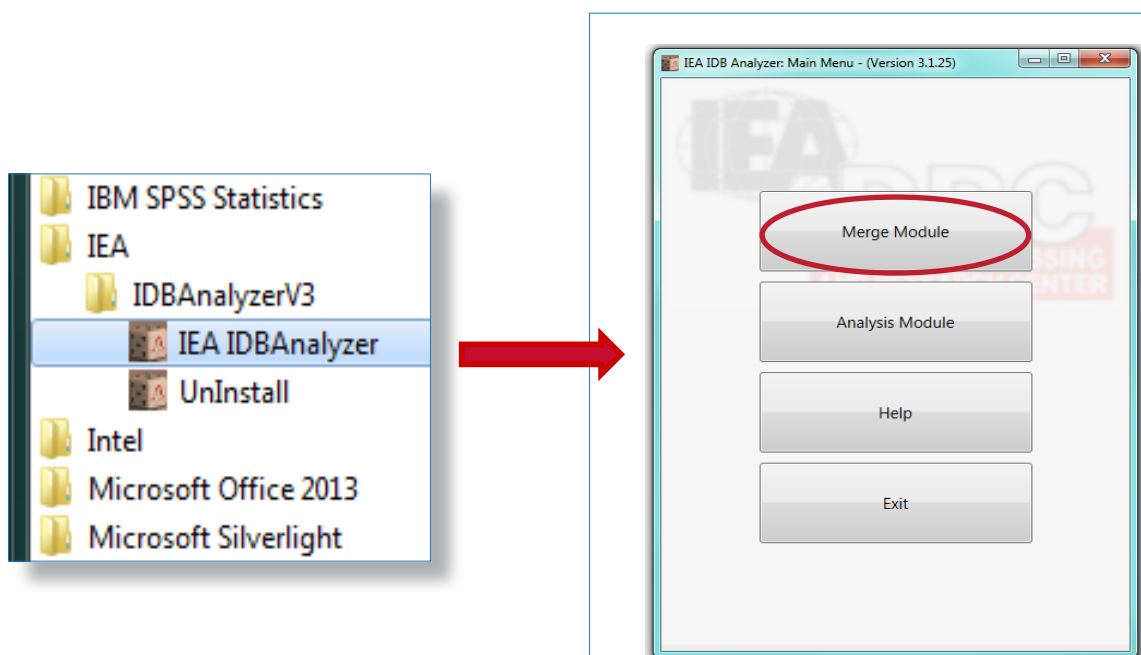 IBM SPSS Statistics
IEA
IDBAnalyzerV3
IEA IDBAnalyzer
UnInstall
Intel
Microsoft Office 2013
Microsoft Silverlight
IEA IDB Analyzer: Main Menu - (Version 3.1.25)
IEA
Merge Module
Analysis Module
Help
Exit